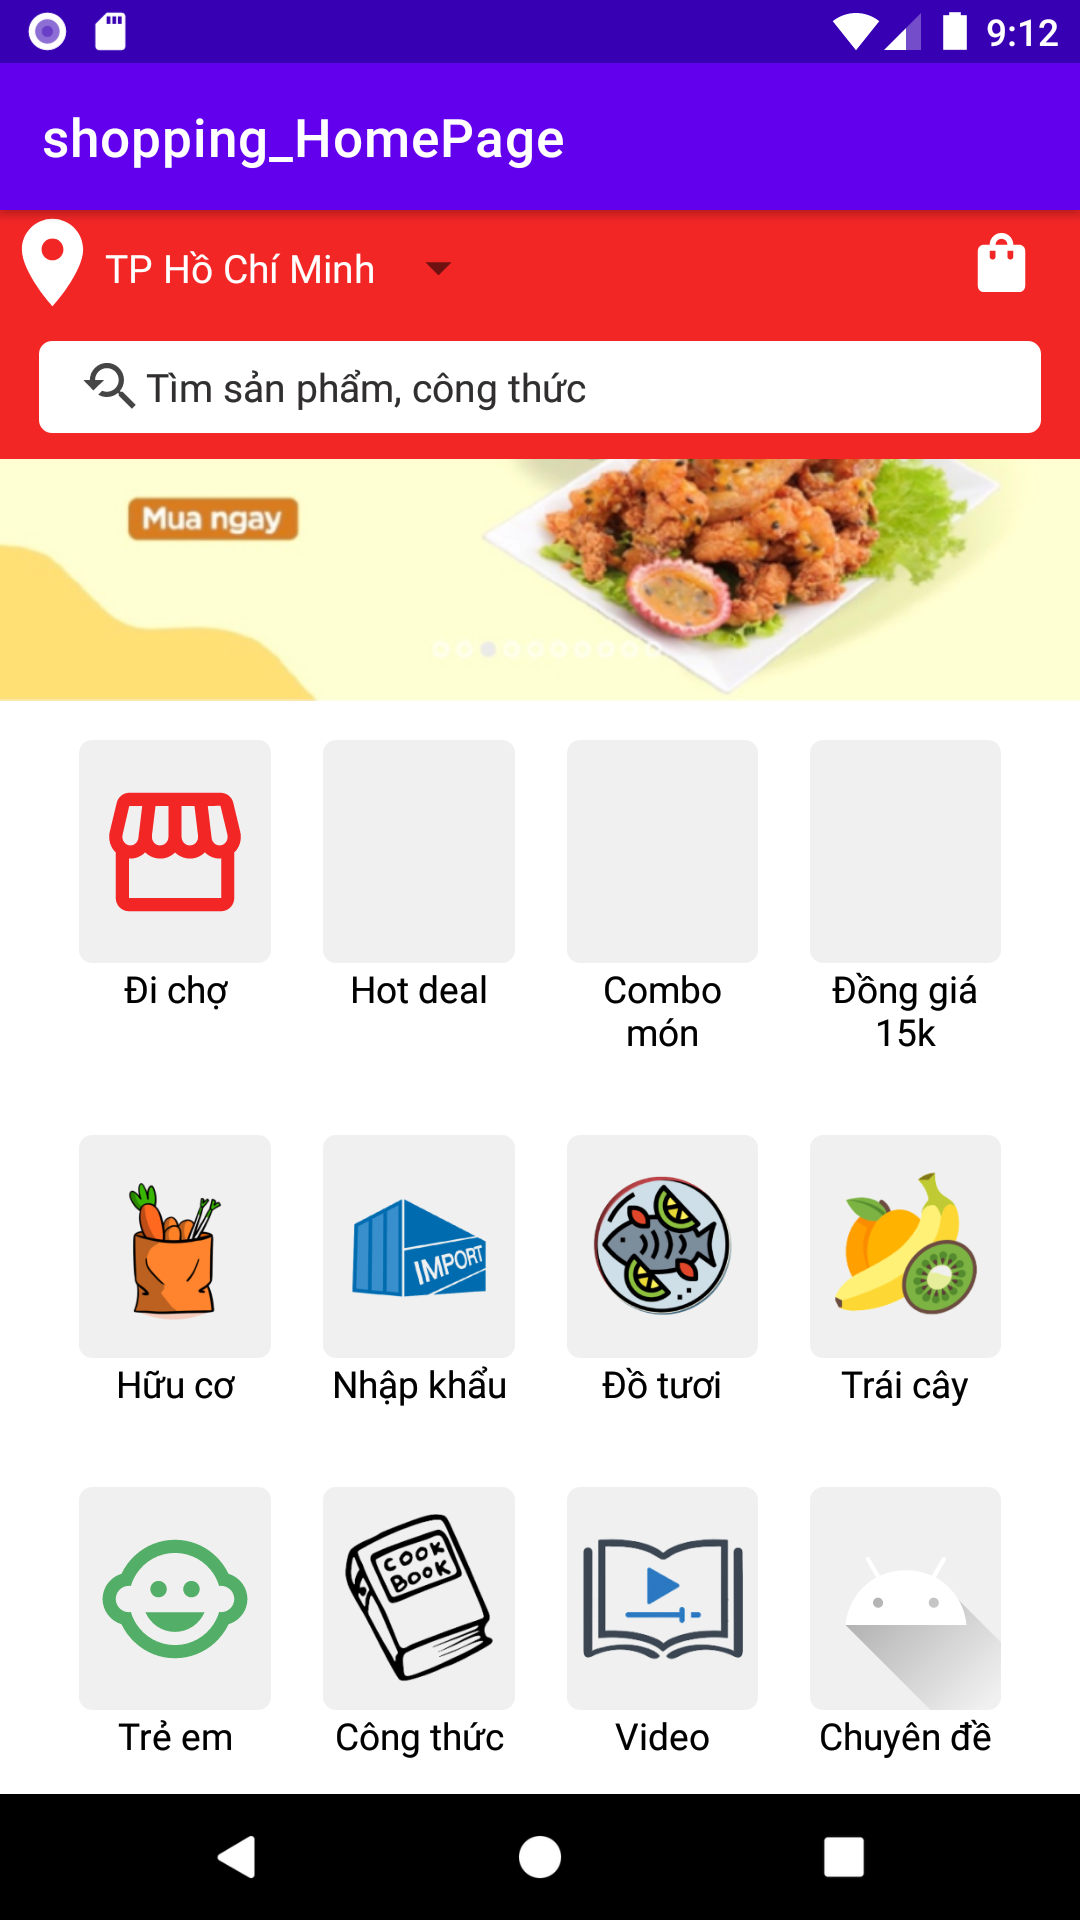 9:12
shopping_HomePage
TP Hồ Chí Minh
Tìm sản phẩm, công thức
Mua ngay
Đi chợ
Hot deal
Combo
món
Đồng giá
15k
IMPORT
Hữu cơ
Nhập khẩu
Đồ tươi
Trái cây
COOK
BOOK
Trẻ em
Công thức
Video
Chuyên đề